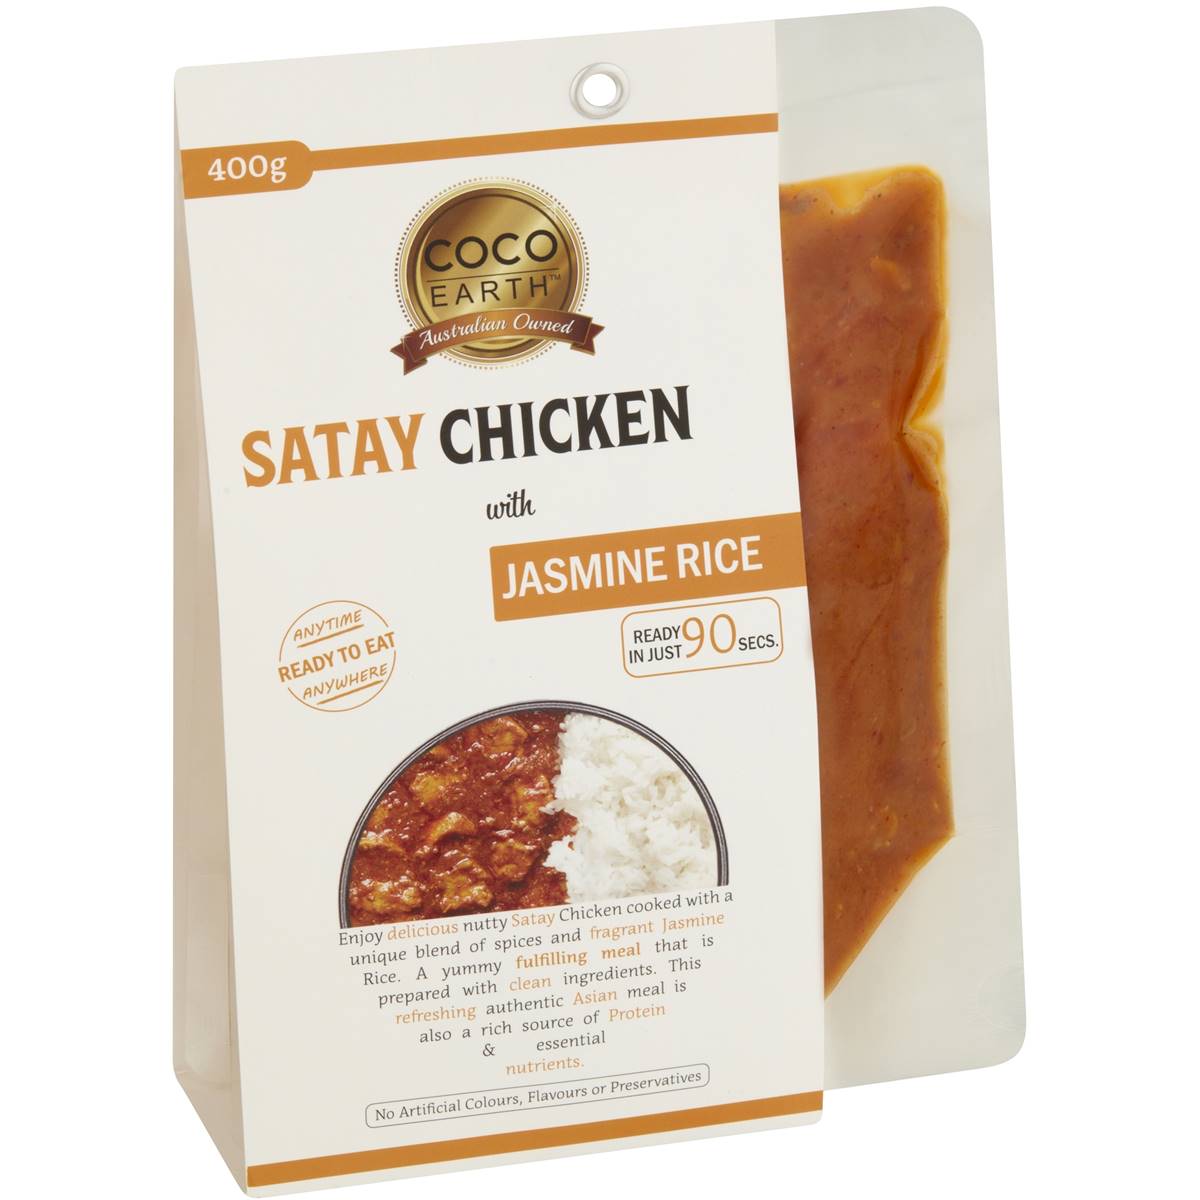 400g
COCO
EARTH™
Australian Owned
SATAY CHICKEN
with
JASMINE RICE
READY
IN JUST 90 SECS.
ANYTIME
READY TO EAT
ANYWHERE
Enjoy delicious nutty Satay Chicken cooked with a
unique blend of spices and fragrant Jasmine
Rice. A yummy fulfilling meal that is
prepared with clean ingredients. This
refreshing authentic Asian meal is
also a rich source of Protein
& essential
nutrients.
No Artificial Colours, Flavours or Preservatives